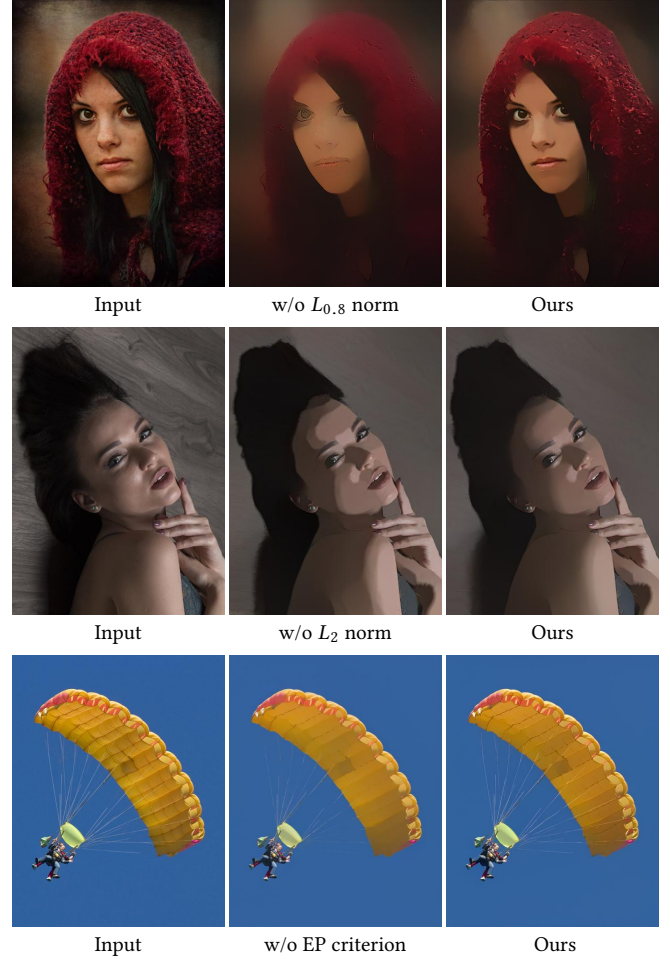 Input w/o L0.8 norm Ours
Input w/o L2 norm Ours
Input w/o EP criterion Ours